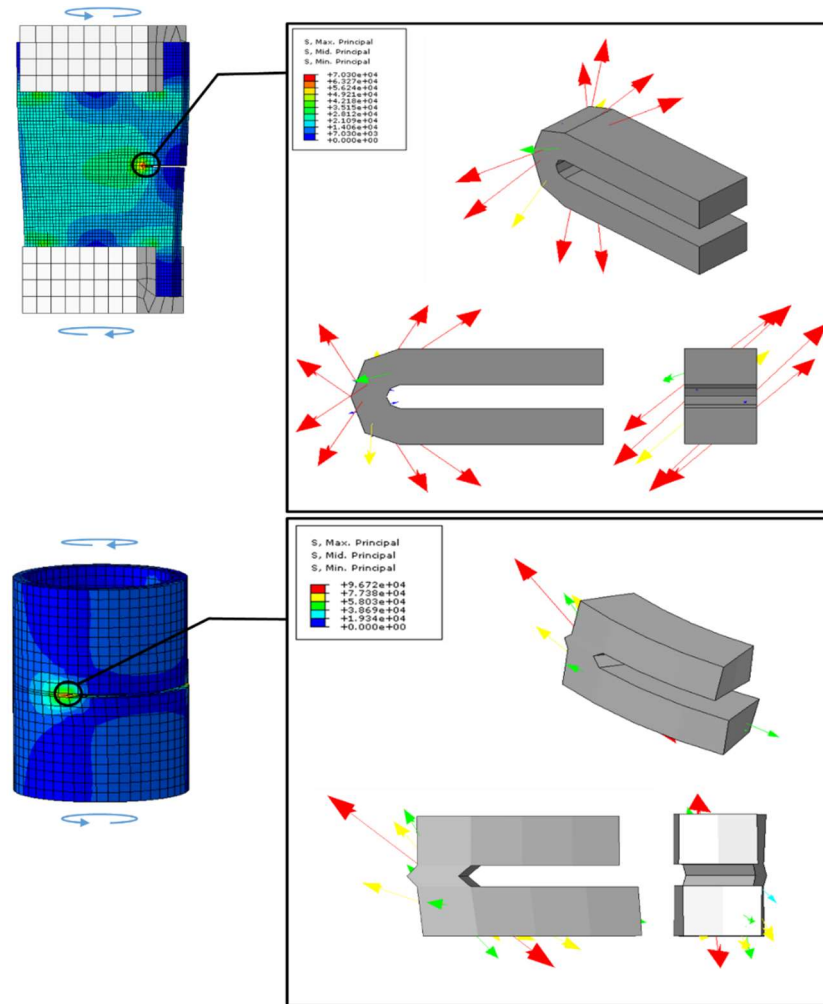 S, Max. Principal
S, Mid. Principal
S, Min. Principal
+7.030e+04
+6.327e+04
+5.624e+04
+4.921e+04
+4.218e+04
+3.515e+04
+2.812e+04
+2.109e+04
+1.406e+04
+7.030e+03
+0.000e+00
S, Max. Principal
S, Mid. Principal
S, Min. Principal
+9.672e+04
+7.738e+04
+5.803e+04
+3.869e+04
+1.934e+04
+0.000e+00